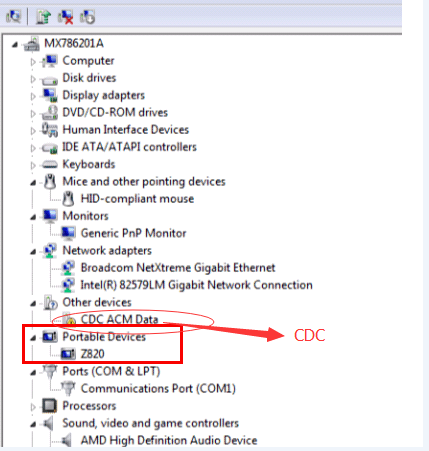 MX786201A
Computer
Disk drives
Display adapters
DVD/CD-ROM drives
Human Interface Devices
IDE ATA/ATAPI controllers
Keyboards
Mice and other pointing devices
HID-compliant mouse
Monitors
Generic PnP Monitor
Network adapters
Broadcom NetXtreme Gigabit Ethernet
Intel(R) 82579LM Gigabit Network Connection
Other devices
CDC ACM Data
CDC
Portable Devices
Z820
Ports (COM & LPT)
Communications Port (COM1)
Processors
Sound, video and game controllers
AMD High Definition Audio Device